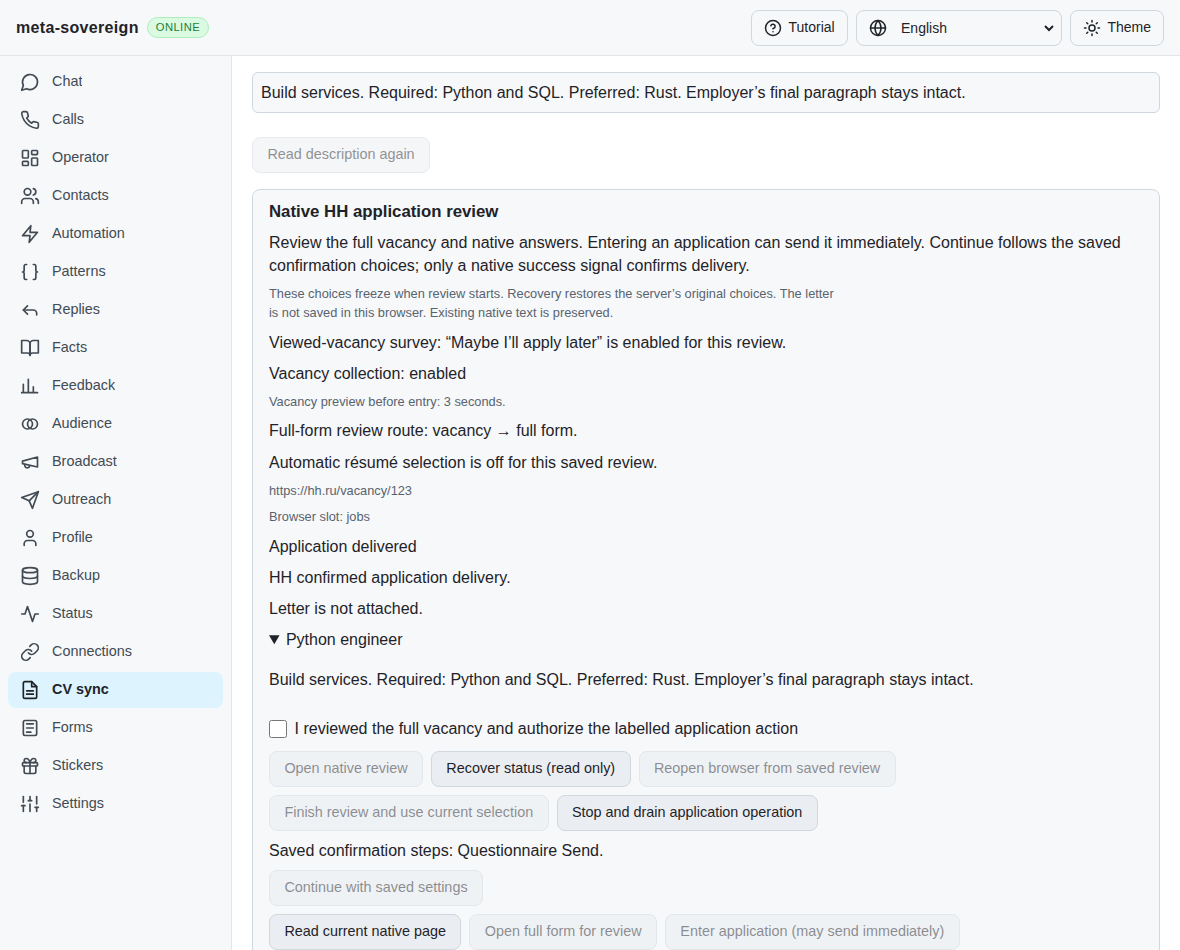 meta-sovereign
ONLINE
Tutorial
English
Theme
Chat
Calls
Operator
Contacts
Automation
Patterns
Replies
Facts
Feedback
Audience
Broadcast
Outreach
Profile
Backup
Status
Connections
CV sync
Forms
Stickers
Settings
Build services. Required: Python and SQL. Preferred: Rust. Employer’s final paragraph stays intact.
Read description again
Native HH application review
Review the full vacancy and native answers. Entering an application can send it immediately. Continue follows the saved
confirmation choices; only a native success signal confirms delivery.
These choices freeze when review starts. Recovery restores the server’s original choices. The letter
is not saved in this browser. Existing native text is preserved.
Viewed-vacancy survey: “Maybe I’ll apply later” is enabled for this review.
Vacancy collection: enabled
Vacancy preview before entry: 3 seconds.
Full-form review route: vacancy → full form.
Automatic résumé selection is off for this saved review.
https://hh.ru/vacancy/123
Browser slot: jobs
Application delivered
HH confirmed application delivery.
Letter is not attached.
▼ Python engineer
Build services. Required: Python and SQL. Preferred: Rust. Employer’s final paragraph stays intact.
I reviewed the full vacancy and authorize the labelled application action
Open native review
Recover status (read only)
Reopen browser from saved review
Finish review and use current selection
Stop and drain application operation
Saved confirmation steps: Questionnaire Send.
Continue with saved settings
Read current native page
Open full form for review
Enter application (may send immediately)